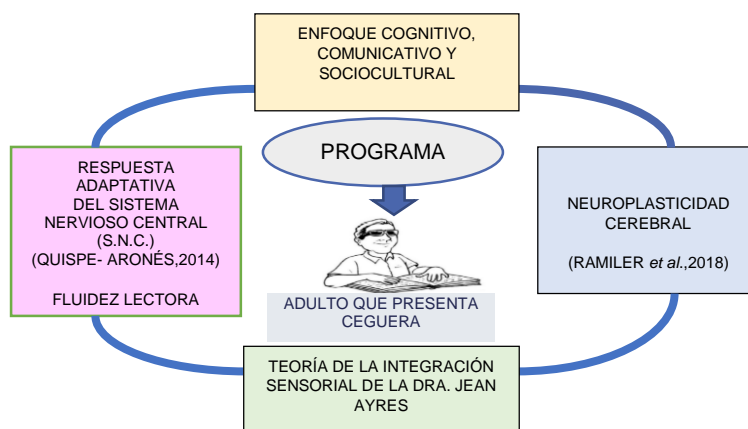 ENFOQUE COGNITIVO,
COMUNICATIVO Y
SOCIOCULTURAL
RESPUESTA
ADAPTATIVA
DEL SISTEMA
NERVIOSO CENTRAL
(S.N.C.)
(QUISPE- ARONÉS,2014)
FLUIDEZ LECTORA
PROGRAMA
ADULTO QUE PRESENTA
CEGUERA
NEUROPLASTICIDAD
CEREBRAL
(RAMILER et al.,2018)
TEORÍA DE LA INTEGRACIÓN
SENSORIAL DE LA DRA. JEAN
AYRES